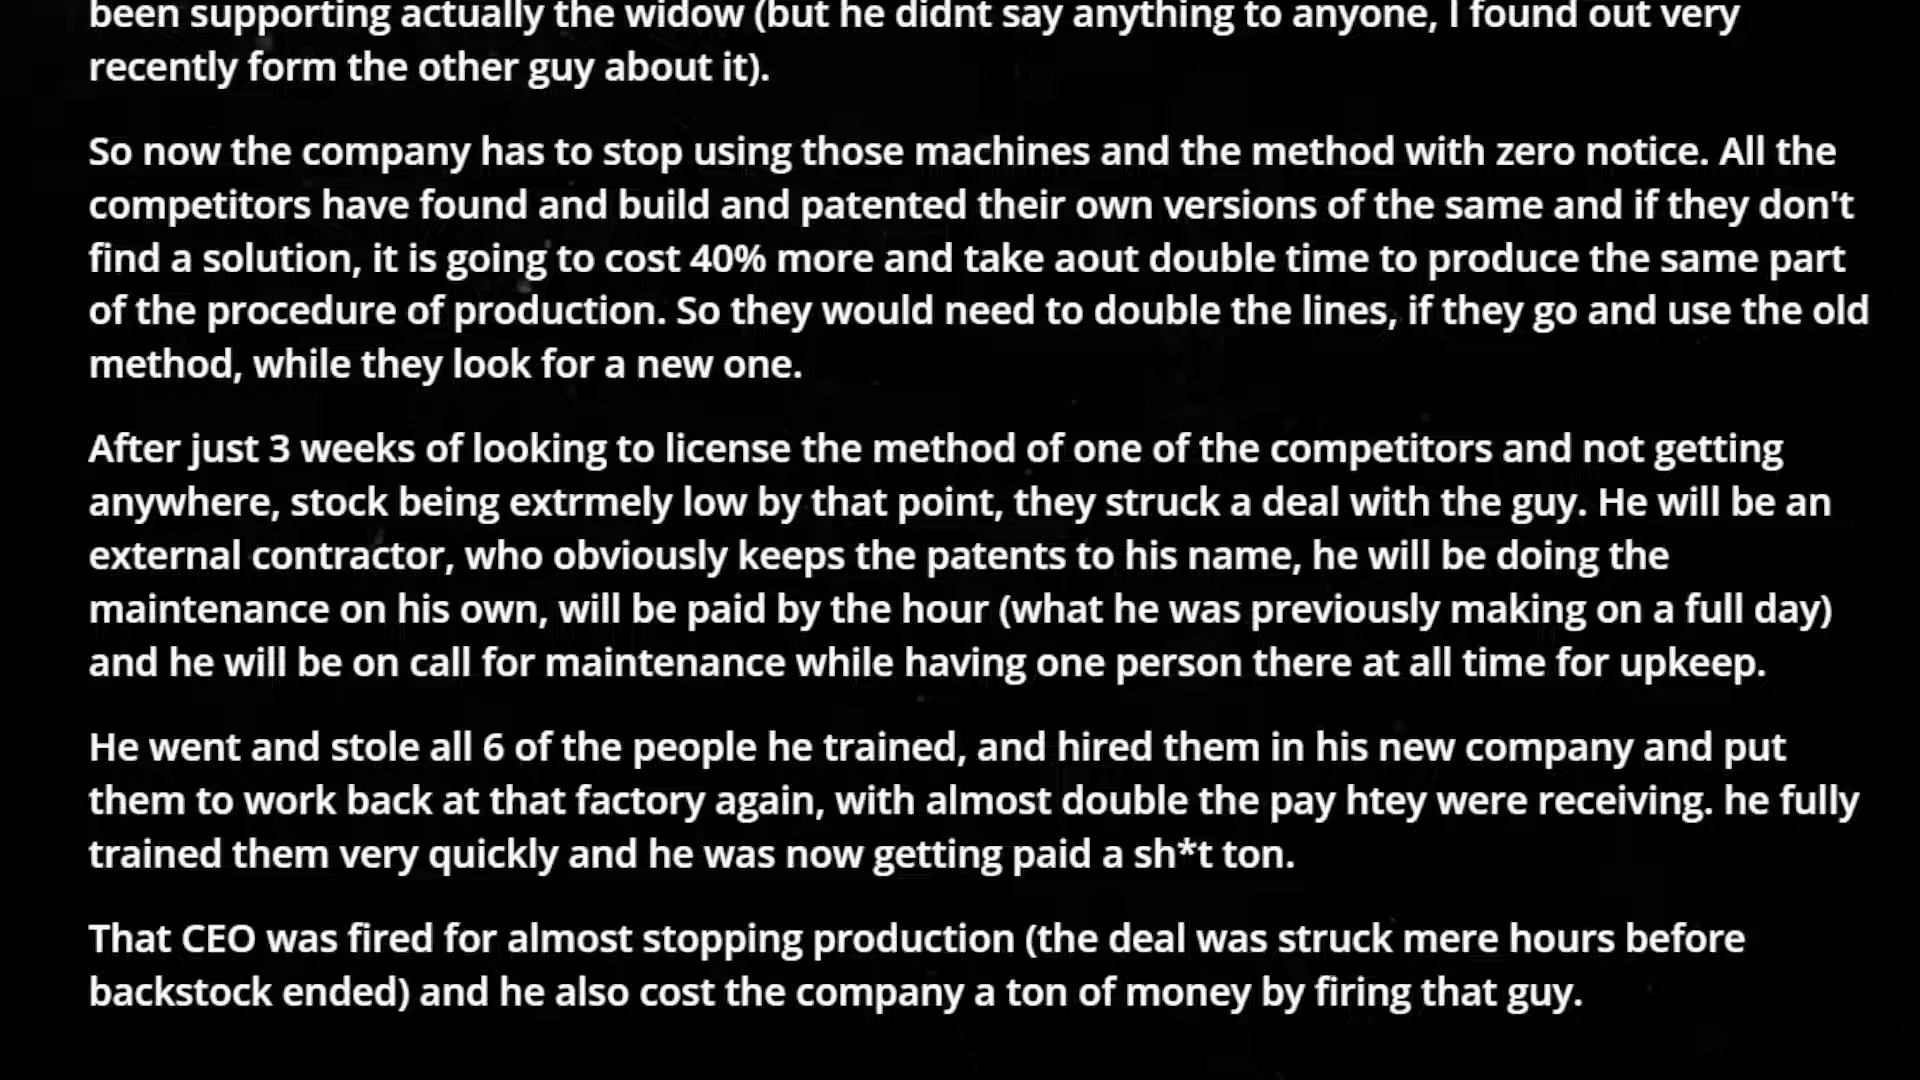 been supporting actually the widow (but he didnt say anything to anyone, I found out very
recently form the other guy about it).
So now the company has to stop using those machines and the method with zero notice. All the
competitors have found and build and patented their own versions of the same and if they don't
find a solution, it is going to cost 40% more and take aout double time to produce the same part
of the procedure of production. So they would need to double the lines, if they go and use the old
method, while they look for a new one.
After just 3 weeks of looking to license the method of one of the competitors and not getting
anywhere, stock being extrmely low by that point, they struck a deal with the guy. He will be an
external contractor, who obviously keeps the patents to his name, he will be doing the
maintenance on his own, will be paid by the hour (what he was previously making on a full day)
and he will be on call for maintenance while having one person there at all time for upkeep.
He went and stole all 6 of the people he trained, and hired them in his new company and put
them to work back at that factory again, with almost double the pay htey were receiving. he fully
trained them very quickly and he was now getting paid a sh*t ton.
That CEO was fired for almost stopping production (the deal was struck mere hours before
backstock ended) and he also cost the company a ton of money by firing that guy.